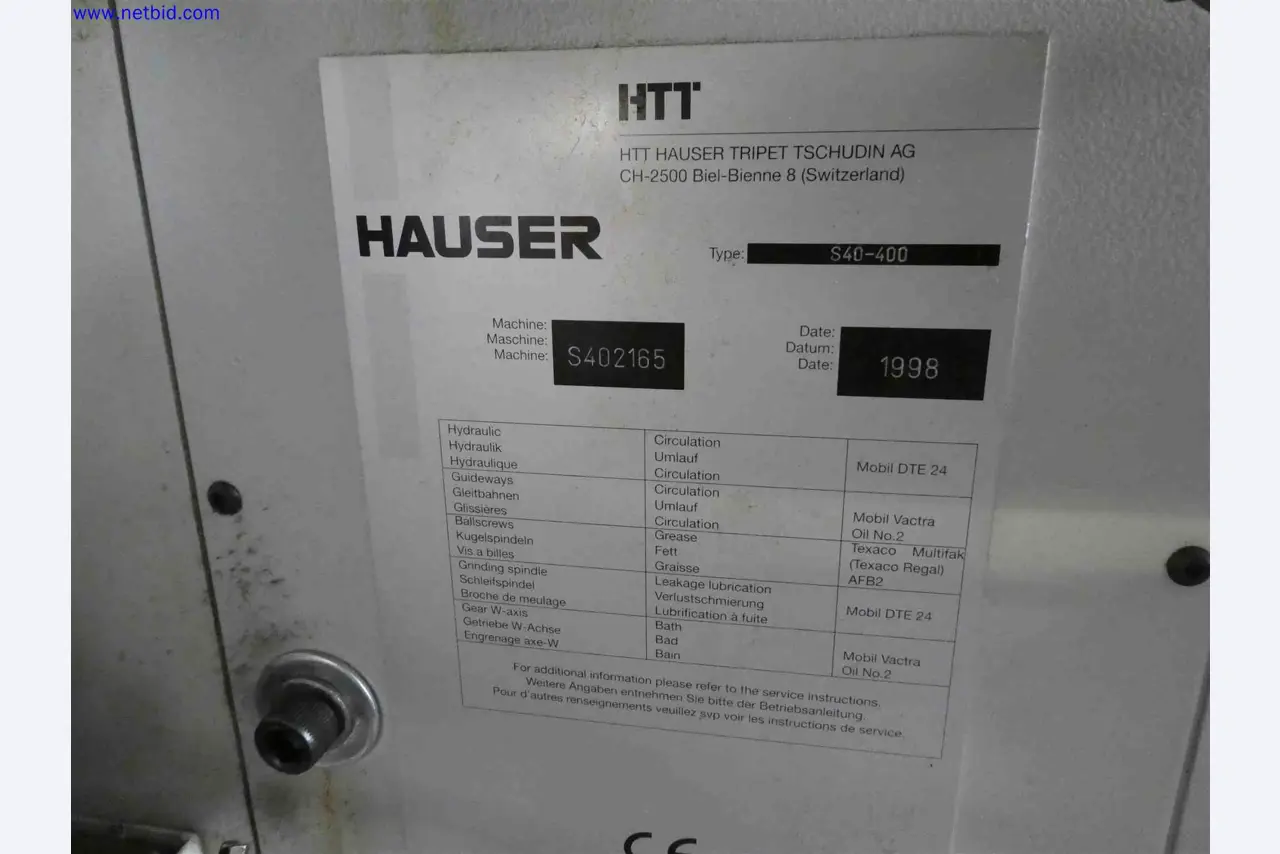 www.netbid.com
HTT
HTT HAUSER TRIPET TSCHUDIN AG
CH-2500 Biel-Bienne 8 (Switzerland)
HAUSER
Type: S40-400
Machine:
Maschine:
Machine:
S402165
Date:
Datum:
Date:
1998
Hydraulic
Hydraulik
Hydraulique
Circulation
Umlauf
Circulation
Mobil DTE 24
Guideways
Gleitbahnen
Glissières
Circulation
Umlauf
Circulation
Mobil Vactra
Oil No.2
Ballscrews
Kugelspindeln
Vis a billes
Grease
Fett
Graisse
Texaco Multifak
(Texaco Regal)
AFB2
Grinding spindle
Schleifspindel
Broche de meulage
Leakage lubrication
Verlustschmierung
Lubrification à fuite
Mobil DTE 24
Gear W-axis
Getriebe W-Achse
Engrenage axe-W
Bath
Bad
Bain
Mobil Vactra
Oil No.2
For additional information please refer to the service instructions.
Weitere Angaben entnehmen Sie bitte der Betriebsanleitung.
Pour d'autres renseignements veuillez svp voir les instructions de service.
CE